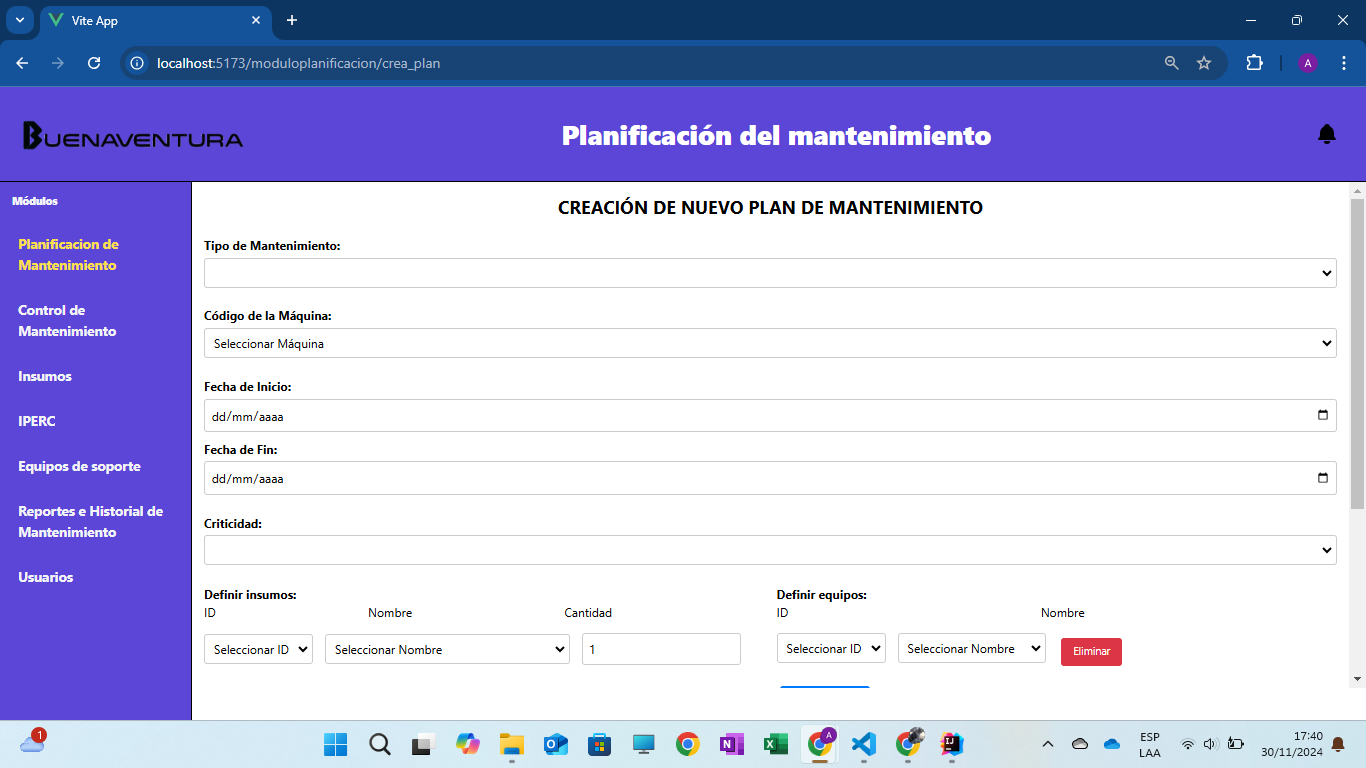 Vite App
localhost:5173/moduloplanificacion/crea_plan
A
BUENAVENTURA
Planificación del mantenimiento
Módulos
Planificacion de
Mantenimiento
Control de
Mantenimiento
Insumos
IPERC
Equipos de soporte
Reportes e Historial de
Mantenimiento
Usuarios
CREACIÓN DE NUEVO PLAN DE MANTENIMIENTO
Tipo de Mantenimiento:
Código de la Máquina:
Seleccionar Máquina
Fecha de Inicio:
dd/mm/aaaa
Fecha de Fin:
dd/mm/aaaa
Criticidad:
Definir insumos:
ID Nombre Cantidad
Seleccionar ID Seleccionar Nombre 1
Definir equipos:
ID Nombre
Seleccionar ID Seleccionar Nombre Eliminar
1
A
ESP
LAA
17:40
30/11/2024